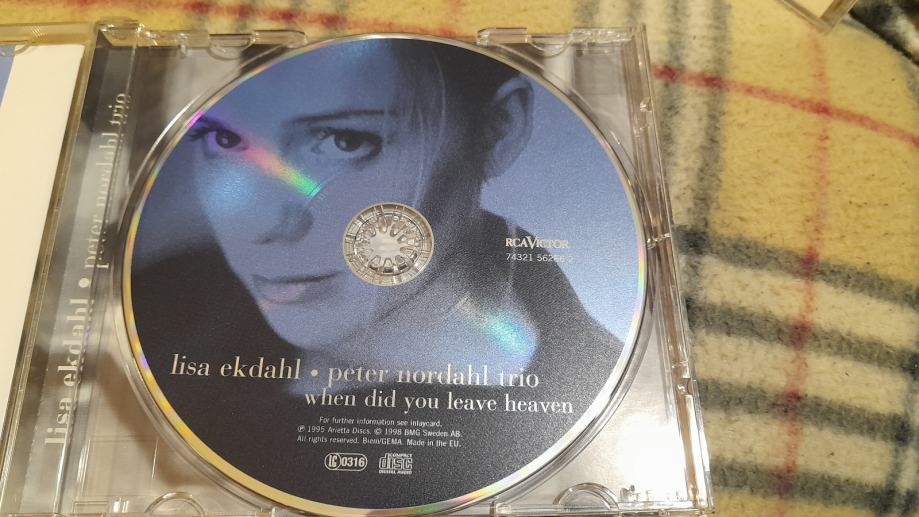 lisa ekdahl • peter nordahl trio
RCAVICTOR
74321 56266 2
lisa ekdahl • peter nordahl trio
when did you leave heaven
For further information see inlaycard.
℗ 1995 Arietta Discs. © 1998 BMG Sweden AB.
All rights reserved. Biem/GEMA. Made in the EU.
LC 0316
COMPACT
disc
DIGITAL AUDIO